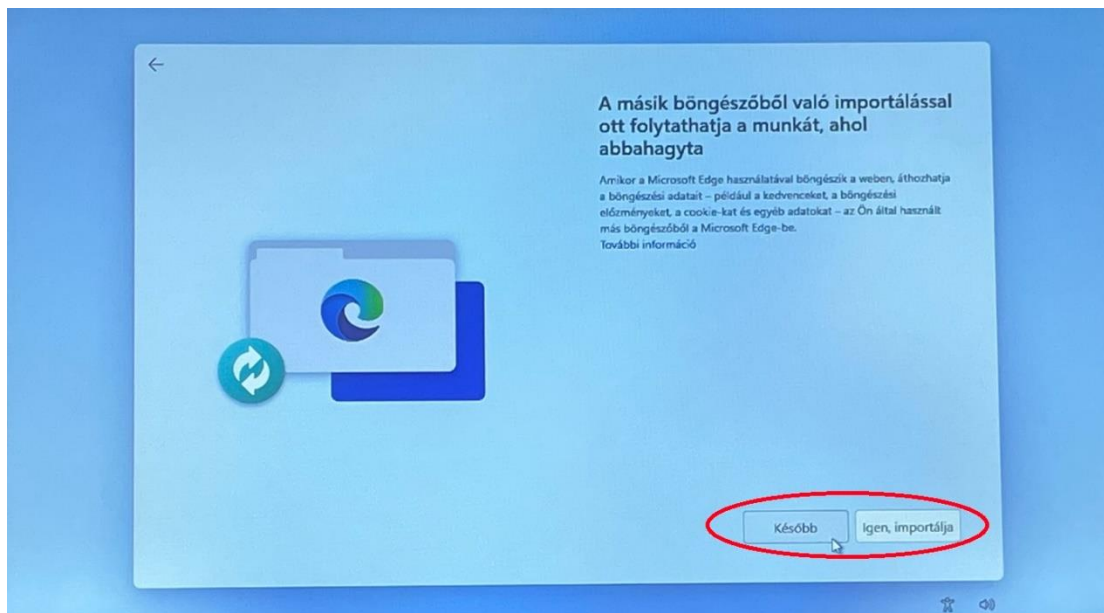 A másik böngészőből való importálással
ott folytathatja a munkát, ahol
abbahagyta
Amikor a Microsoft Edge használatával böngészik a weben, áthozhatja
a böngészési adatait – például a kedvenceket, a böngészési
előzményeket, a cookie-kat és egyéb adatokat – az Ön által használt
más böngészőből a Microsoft Edge-be.
További információ
Később
Igen, importálja